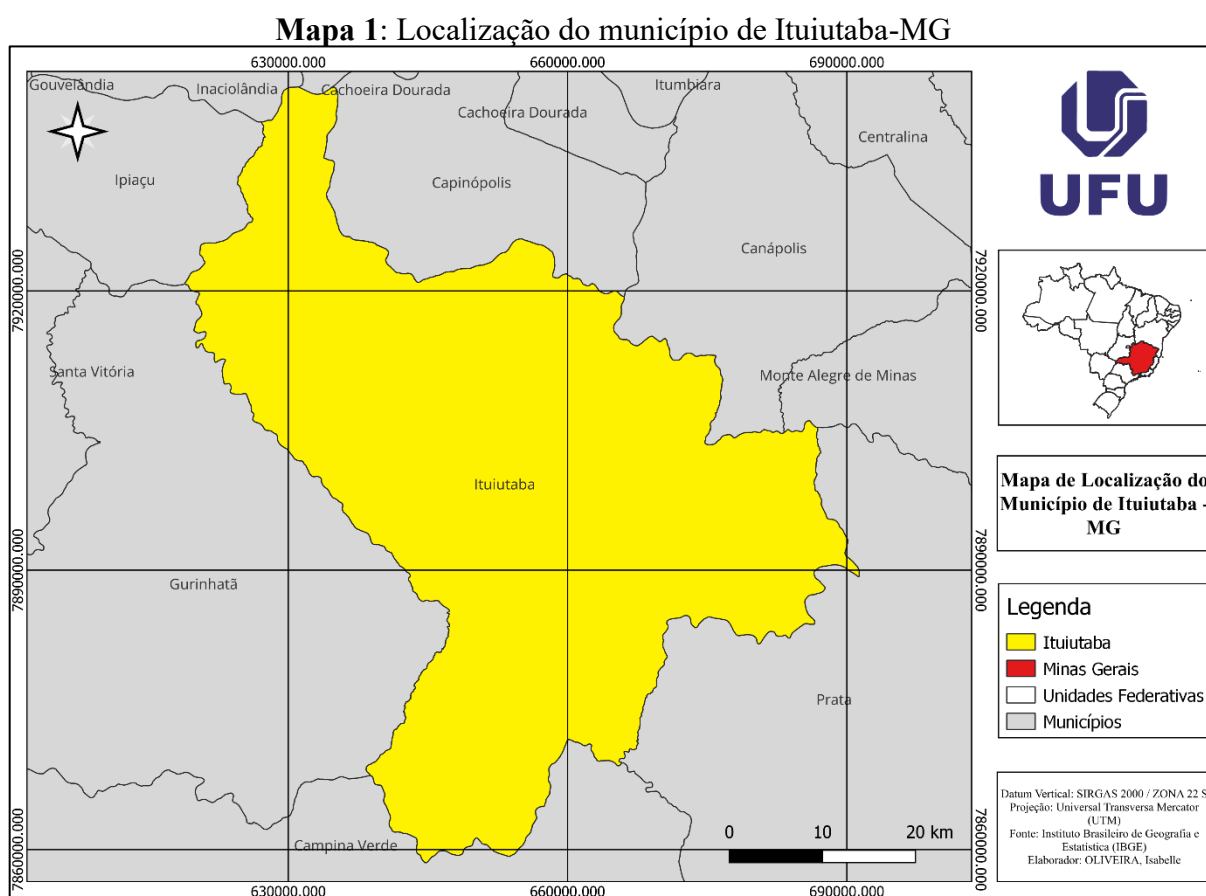 Mapa 1: Localização do município de Ituiutaba-MG
630000.000 660000.000 690000.000
Gouvelândia
Inaciolândia
Cachoeira Dourada
Itumbiara
Cachoeira Dourada
Centralina
Ipiaçu
Capinópolis
Canápolis
7920000.000 7920000.000
Santa Vitória
Monte Alegre de Minas
Ituiutaba
7890000.000 7890000.000
Gurinhatã
Prata
0 10 20 km
Campina Verde
7860000.000 7860000.000
630000.000 660000.000 690000.000
UFU
Mapa de Localização do
Município de Ituiutaba -
MG
Legenda
Ituiutaba
Minas Gerais
Unidades Federativas
Municípios
Datum Vertical: SIRGAS 2000 / ZONA 22 S
Projeção: Universal Transversa Mercator
(UTM)
Fonte: Instituto Brasileiro de Geografia e
Estatística (IBGE)
Elaborador: OLIVEIRA, Isabelle